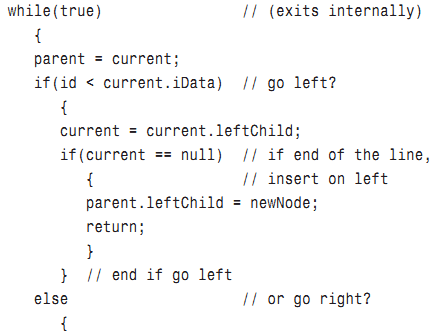 while(true)                 // (exits internally)
   {
   parent = current;
   if(id < current.iData)  // go left?
      {
      current = current.leftChild;
      if(current == null)  // if end of the line,
         {                 // insert on left
         parent.leftChild = newNode;
         return;
         }
      }  // end if go left
   else                    // or go right?
      {